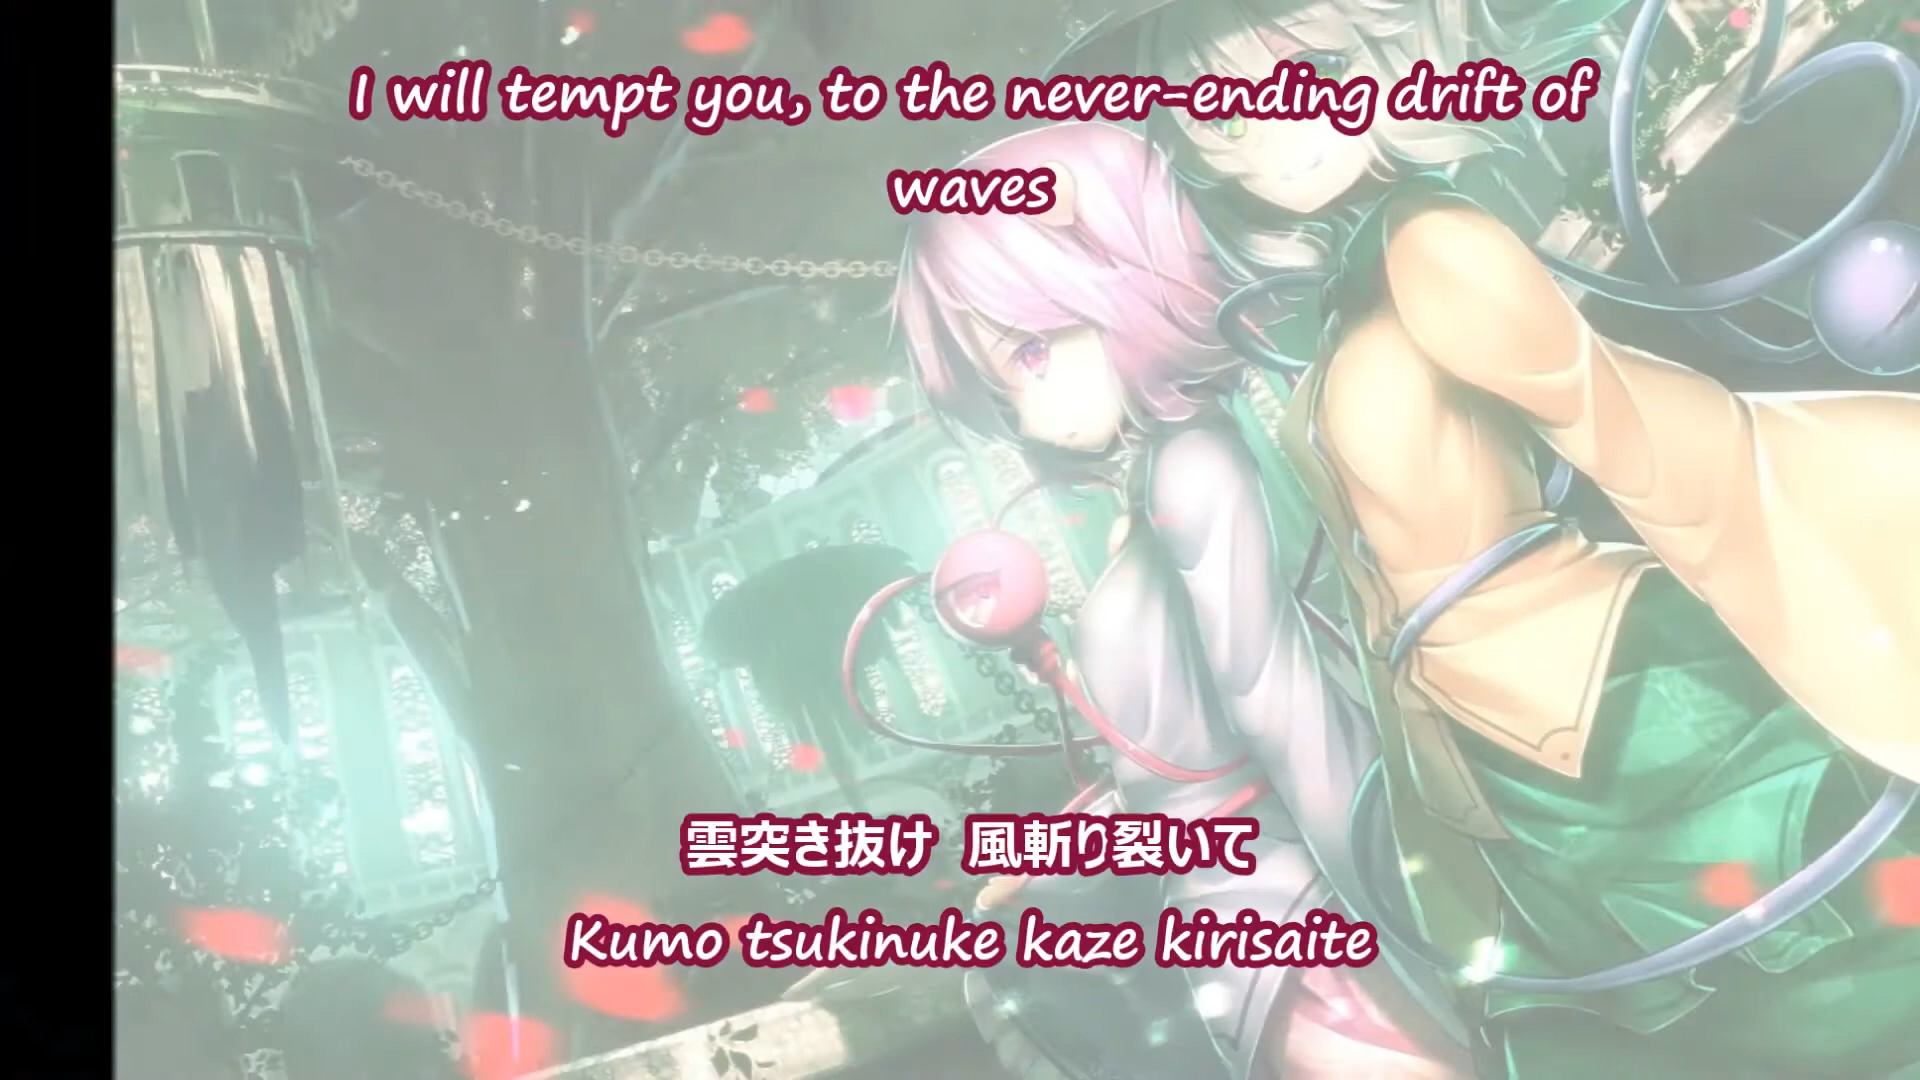 I will tempt you, to the never-ending drift of
waves
雲突き抜け　風斬り裂いて
Kumo tsukinuke kaze kirisaite